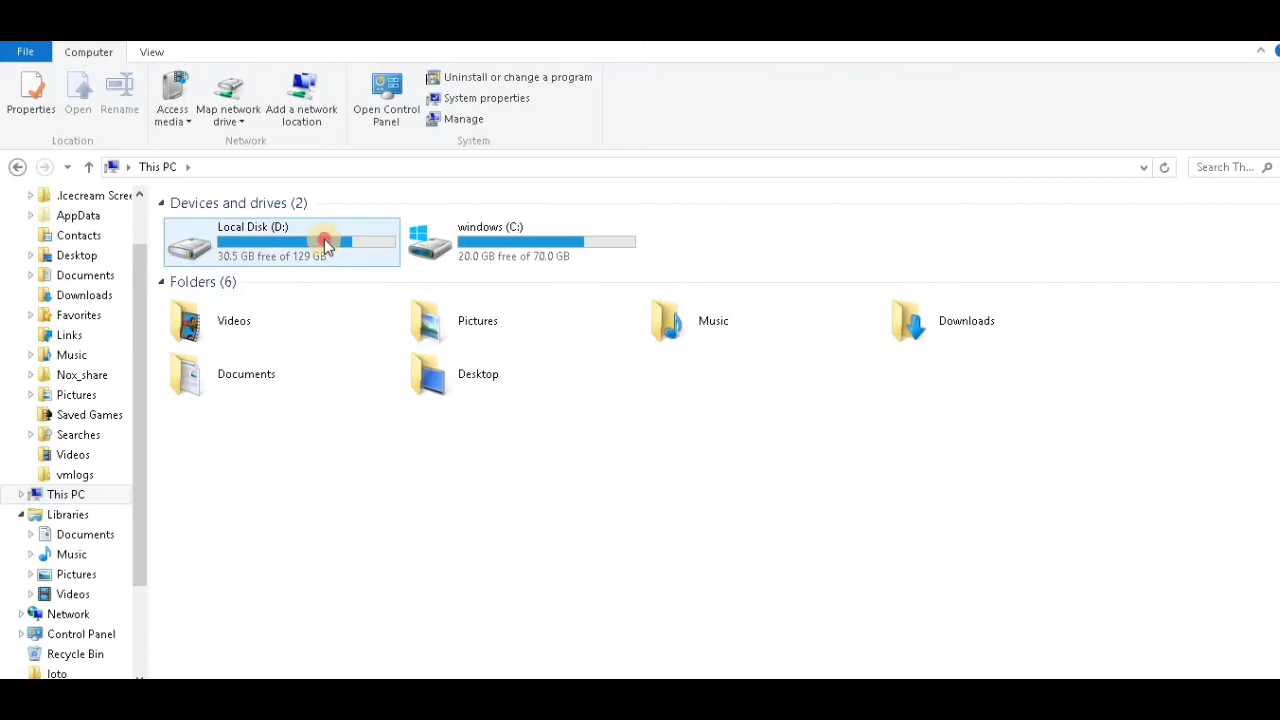 File Computer View
Properties Open Rename Access media Map network drive Add a network location Open Control Panel Uninstall or change a program
System properties
Manage
Location Network System
This PC Search Th...
.Icecream Scree
AppData
Contacts
Desktop
Documents
Downloads
Favorites
Links
Music
Nox_share
Pictures
Saved Games
Searches
Videos
vmlogs
This PC
Libraries
Documents
Music
Pictures
Videos
Network
Control Panel
Recycle Bin
loto
Devices and drives (2)
Local Disk (D:)
30.5 GB free of 129 GB
windows (C:)
20.0 GB free of 70.0 GB
Folders (6)
Videos Pictures Music Downloads
Documents Desktop